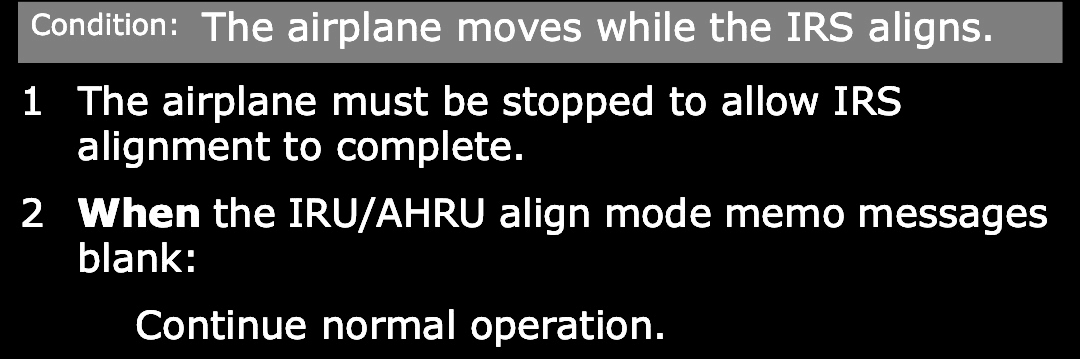 Condition: The airplane moves while the IRS aligns.
1 The airplane must be stopped to allow IRS
alignment to complete.
2 When the IRU/AHRU align mode memo messages
blank:
Continue normal operation.